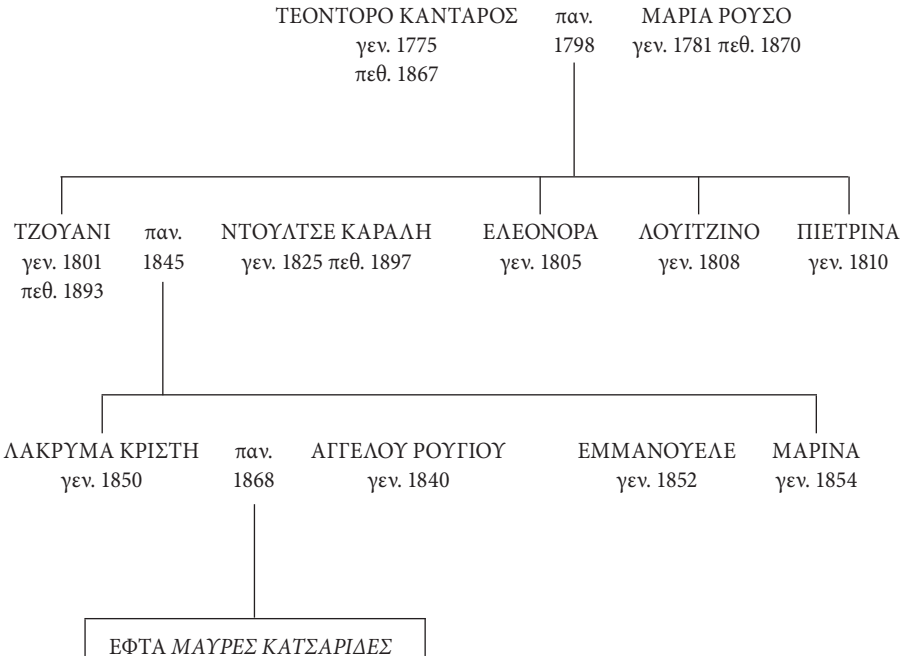 ΤΕΟΝΤΟΡΟ ΚΑΝΤΑΡΟΣ παν. ΜΑΡΙΑ ΡΟΥΣΟ
γεν. 1775 1798 γεν. 1781 πεθ. 1870
πεθ. 1867
ΤΖΟΥΑΝΙ παν. ΝΤΟΥΛΤΣΕ ΚΑΡΑΛΗ ΕΛΕΟΝΟΡΑ ΛΟΥΙΤΖΙΝΟ ΠΙΕΤΡΙΝΑ
γεν. 1801 1845 γεν. 1825 πεθ. 1897 γεν. 1805 γεν. 1808 γεν. 1810
πεθ. 1893
ΛΑΚΡΥΜΑ ΚΡΙΣΤΗ παν. ΑΓΓΕΛΟΥ ΡΟΥΓΙΟΥ ΕΜΜΑΝΟΥΕΛΕ ΜΑΡΙΝΑ
γεν. 1850 1868 γεν. 1840 γεν. 1852 γεν. 1854
ΕΦΤΑ ΜΑΥΡΕΣ ΚΑΤΣΑΡΙΔΕΣ